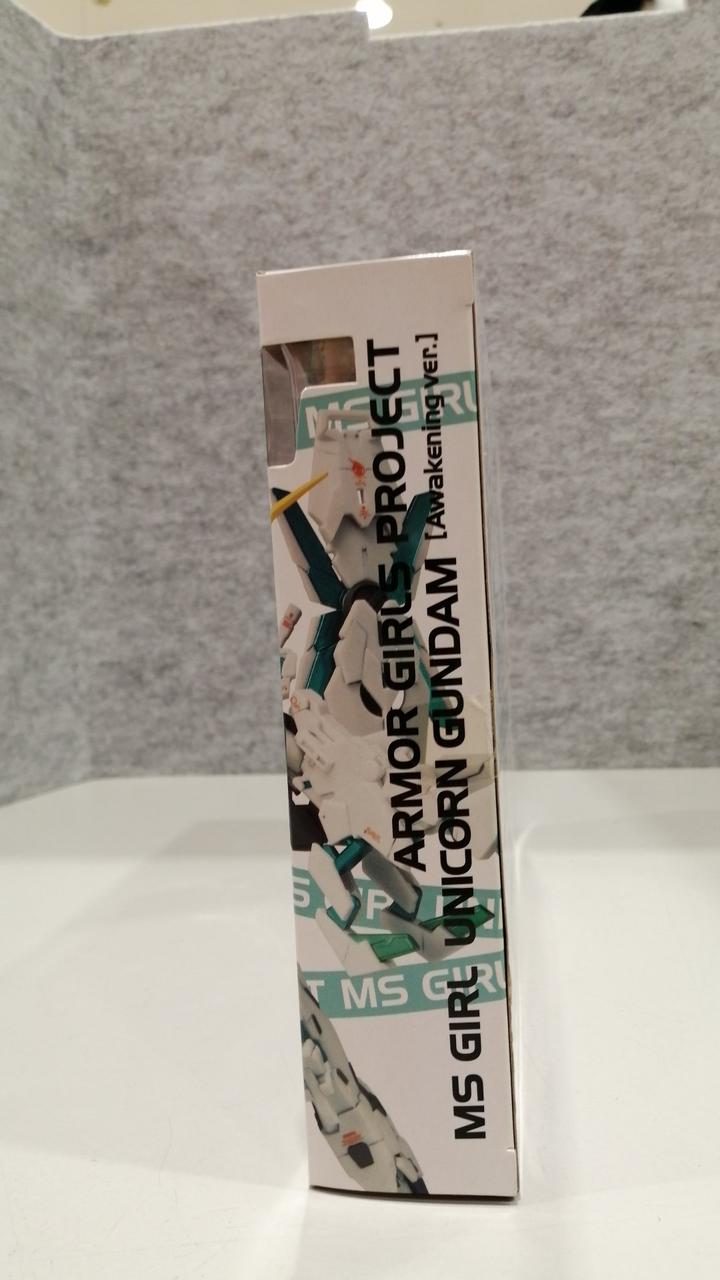 ARMOR GIRLS PROJECT
MS GIRL UNICORN GUNDAM [Awakening ver.]
MS GIRL
T MS GIRL